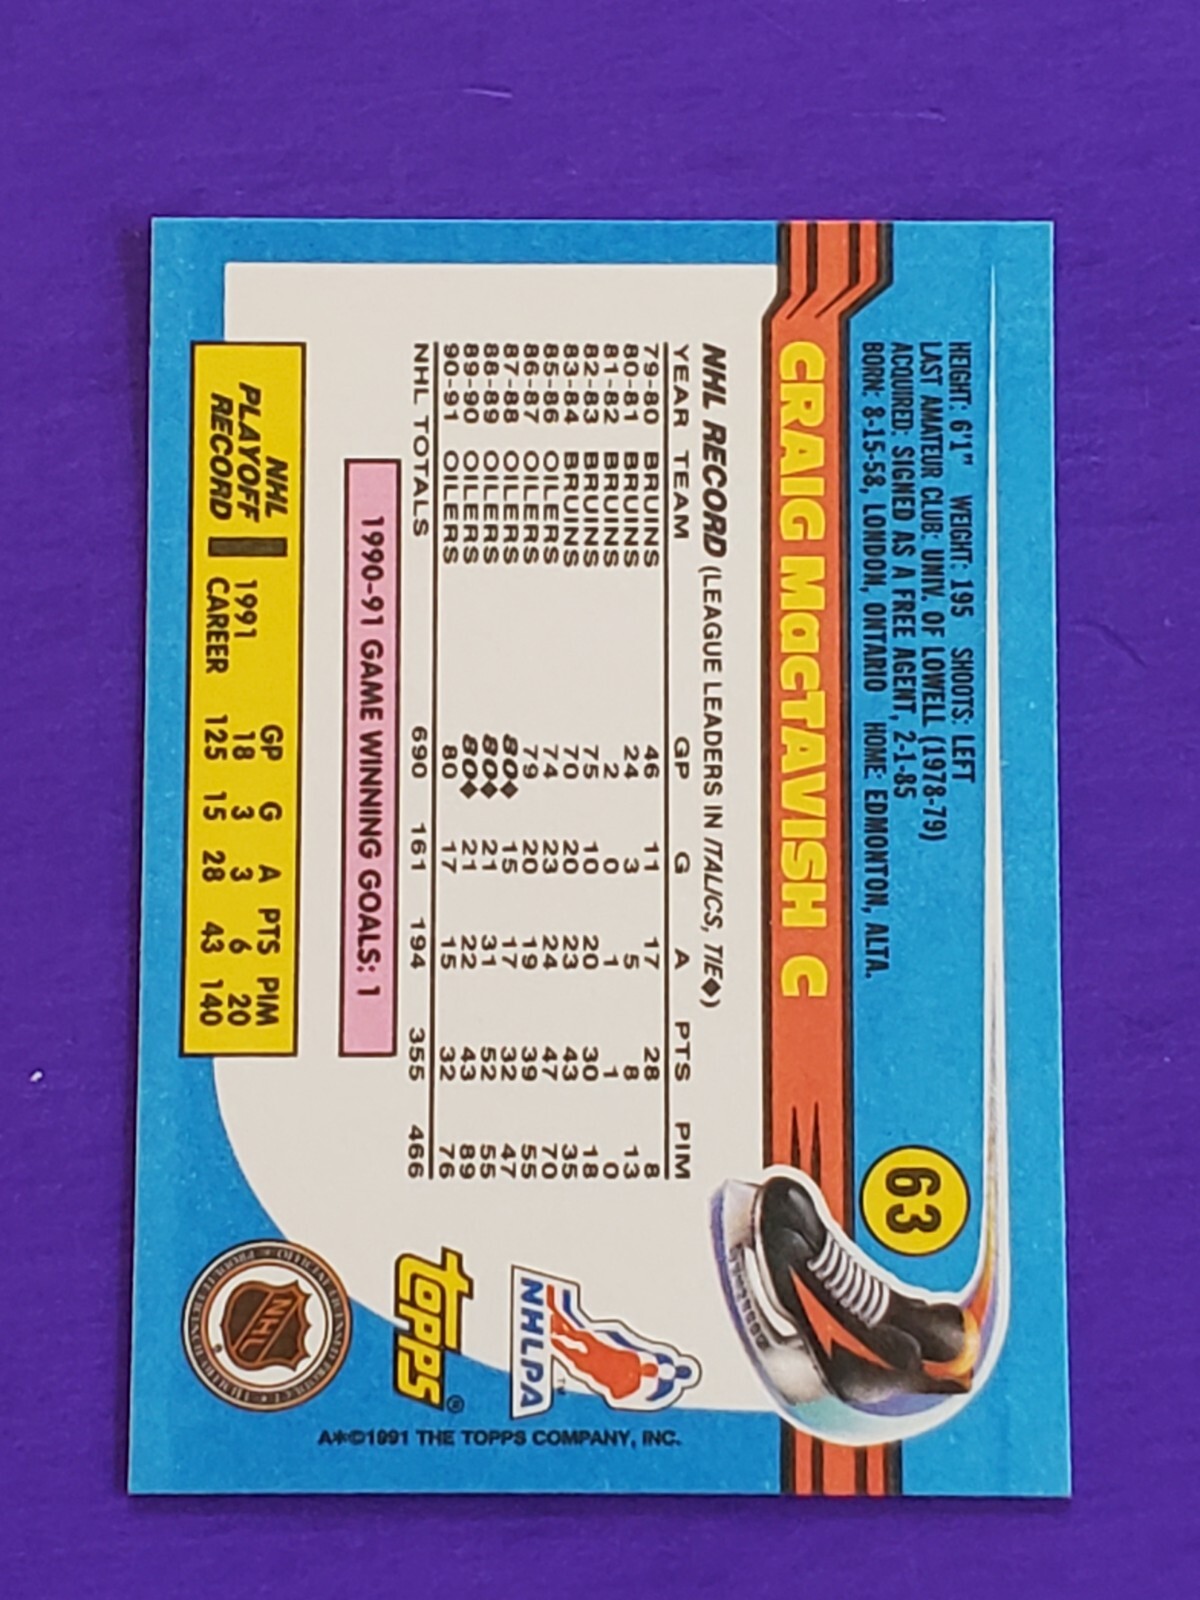 63
HEIGHT: 6'1" WEIGHT: 195 SHOOTS: LEFT
LAST AMATEUR CLUB: UNIV. OF LOWELL (1978-79)
ACQUIRED: SIGNED AS A FREE AGENT, 2-1-85
BORN: 8-15-58, LONDON, ONTARIO HOME: EDMONTON, ALTA.
CRAIG MacTAVISH C
NHL RECORD (LEAGUE LEADERS IN ITALICS, TIE◆)
YEAR TEAM GP G A PTS PIM
79-80 BRUINS 46 11 17 28 8
80-81 BRUINS 24 3 5 8 13
81-82 BRUINS 2 0 1 1 0
82-83 BRUINS 75 10 20 30 18
83-84 BRUINS 70 20 23 43 35
85-86 OILERS 74 23 24 47 70
86-87 OILERS 79 20 19 39 55
87-88 OILERS 80◆ 15 17 32 47
88-89 OILERS 80◆ 21 31 52 55
89-90 OILERS 80◆ 21 22 43 89
90-91 OILERS 80 17 15 32 76
NHL TOTALS 690 161 194 355 466
1990-91 GAME WINNING GOALS: 1
NHL PLAYOFF RECORD
GP G A PTS PIM
1991 18 3 3 6 20
CAREER 125 15 28 43 140
NHLPA™
TOPPS®
NHL®
A*©1991 THE TOPPS COMPANY, INC.